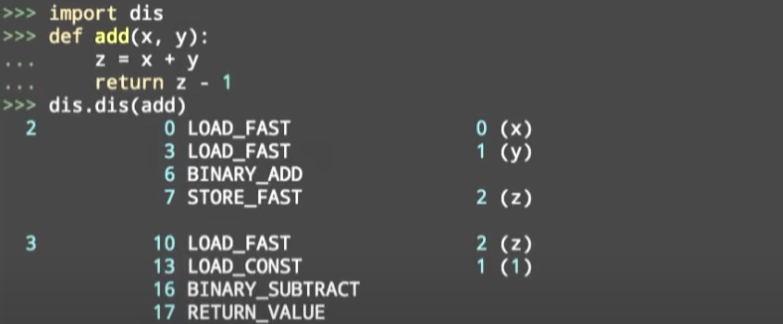 >>> import dis
>>> def add(x, y):
...     z = x + y
...     return z - 1
>>> dis.dis(add)
  2           0 LOAD_FAST                0 (x)
              3 LOAD_FAST                1 (y)
              6 BINARY_ADD
              7 STORE_FAST               2 (z)

  3          10 LOAD_FAST                2 (z)
             13 LOAD_CONST               1 (1)
             16 BINARY_SUBTRACT
             17 RETURN_VALUE